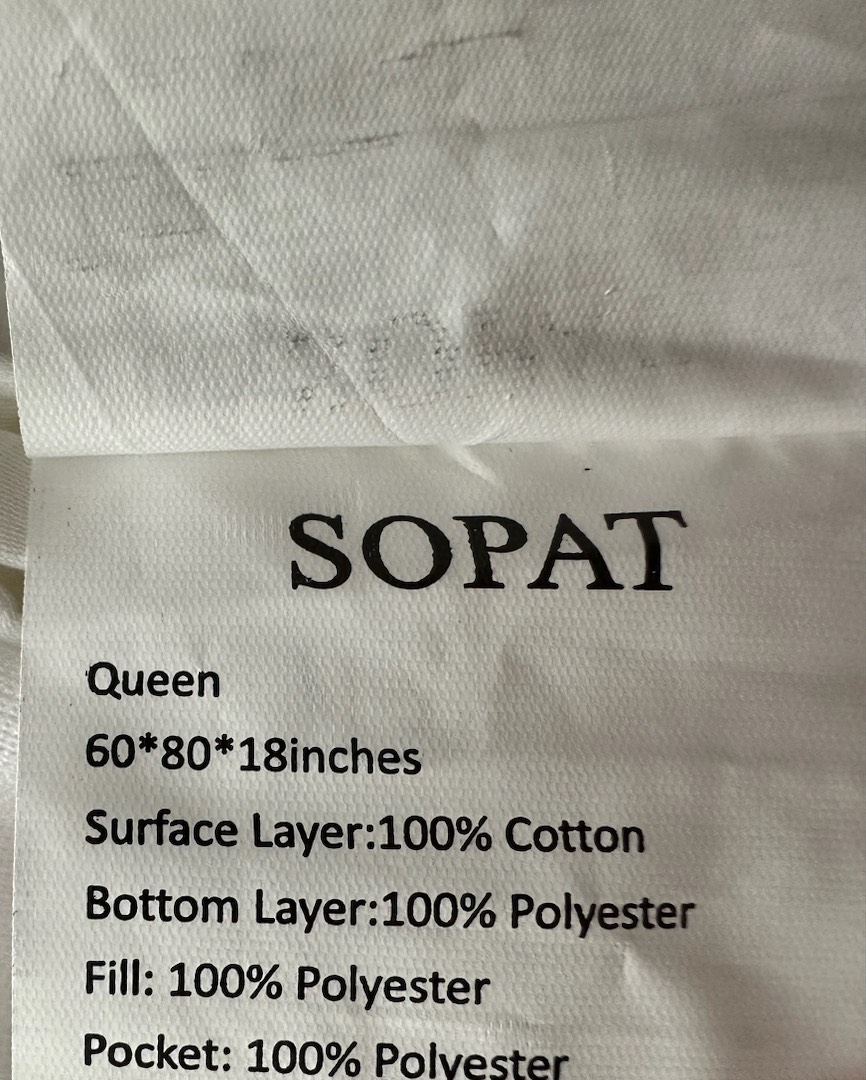 SOPAT
Queen
60*80*18inches
Surface Layer:100% Cotton
Bottom Layer:100% Polyester
Fill: 100% Polyester
Pocket: 100% Polyester